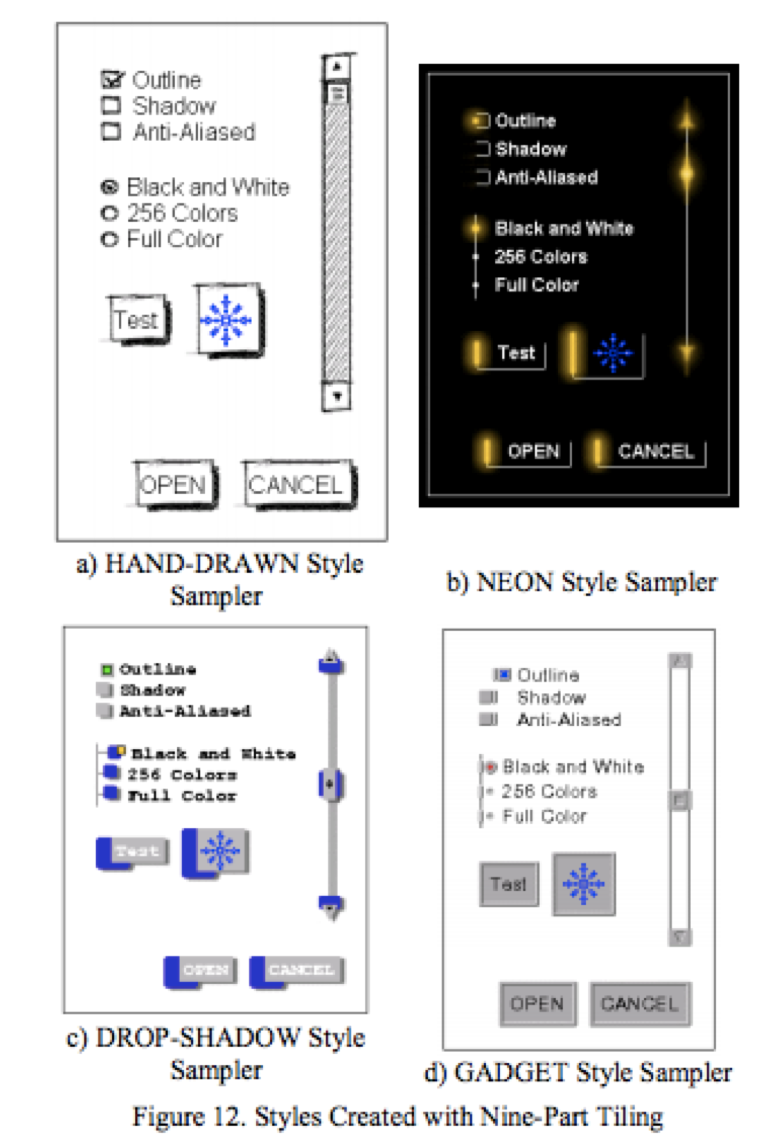 Outline
Shadow
Anti-Aliased
Black and White
256 Colors
Full Color
Test
OPEN CANCEL
a) HAND-DRAWN Style
Sampler
Outline
Shadow
Anti-Aliased
Black and White
256 Colors
Full Color
Test
OPEN CANCEL
b) NEON Style Sampler
Outline
Shadow
Anti-Aliased
Black and White
256 Colors
Full Color
Test
OPEN CANCEL
c) DROP-SHADOW Style
Sampler
Outline
Shadow
Anti-Aliased
Black and White
256 Colors
Full Color
Test
OPEN CANCEL
d) GADGET Style Sampler
Figure 12. Styles Created with Nine-Part Tiling